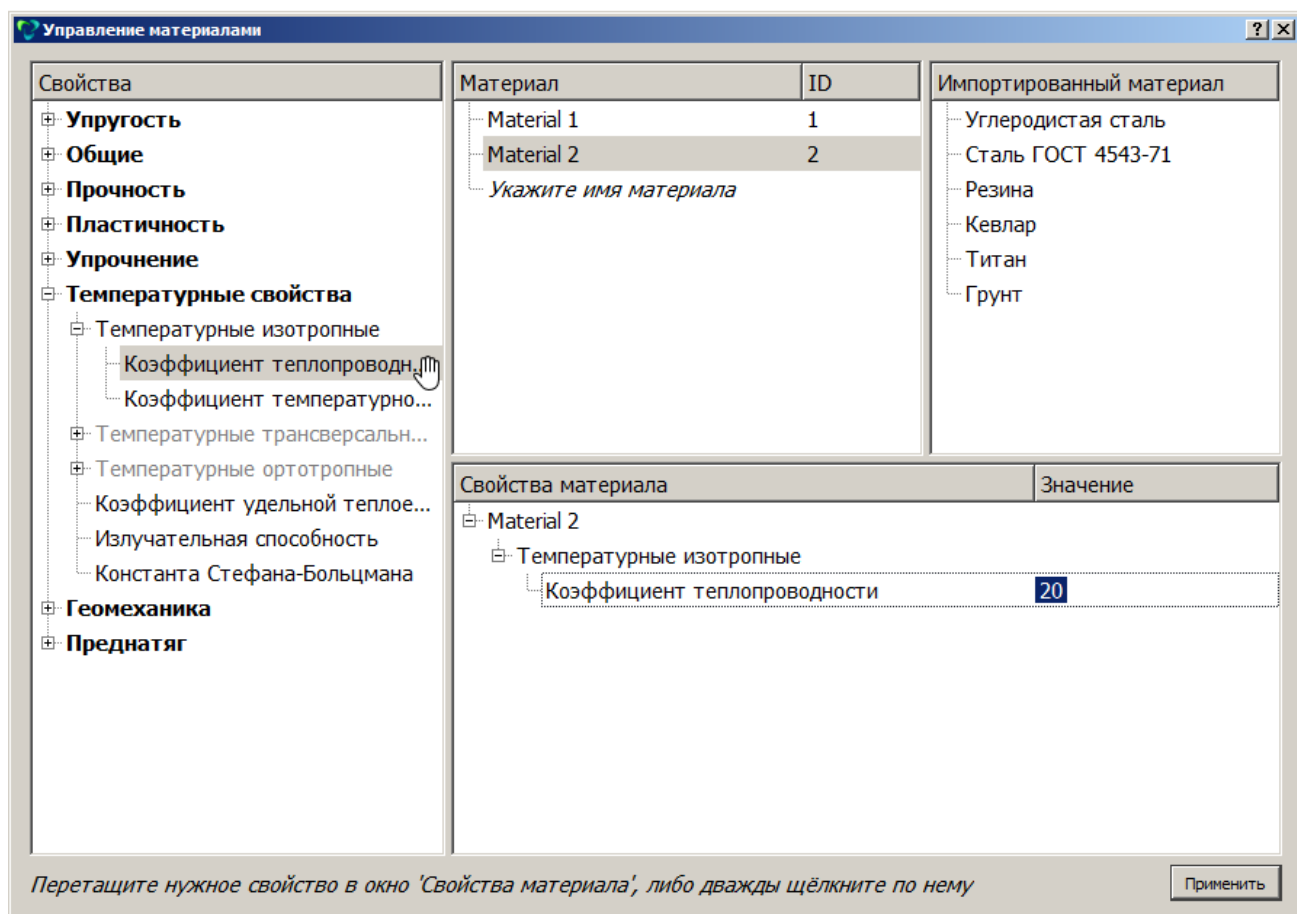 Управление материалами
Свойства
Упругость
Общие
Прочность
Пластичность
Упрочнение
Температурные свойства
Температурные изотропные
Коэффициент теплопроводн...
Коэффициент температурно...
Температурные трансверсальн...
Температурные ортотропные
Коэффициент удельной теплое...
Излучательная способность
Константа Стефана-Больцмана
Геомеханика
Преднатяг
Материал ID
Material 1 1
Material 2 2
Укажите имя материала
Импортированный материал
Углеродистая сталь
Сталь ГОСТ 4543-71
Резина
Кевлар
Титан
Грунт
Свойства материала Значение
Material 2
Температурные изотропные
Коэффициент теплопроводности 20
Перетащите нужное свойство в окно 'Свойства материала', либо дважды щёлкните по нему
Применить